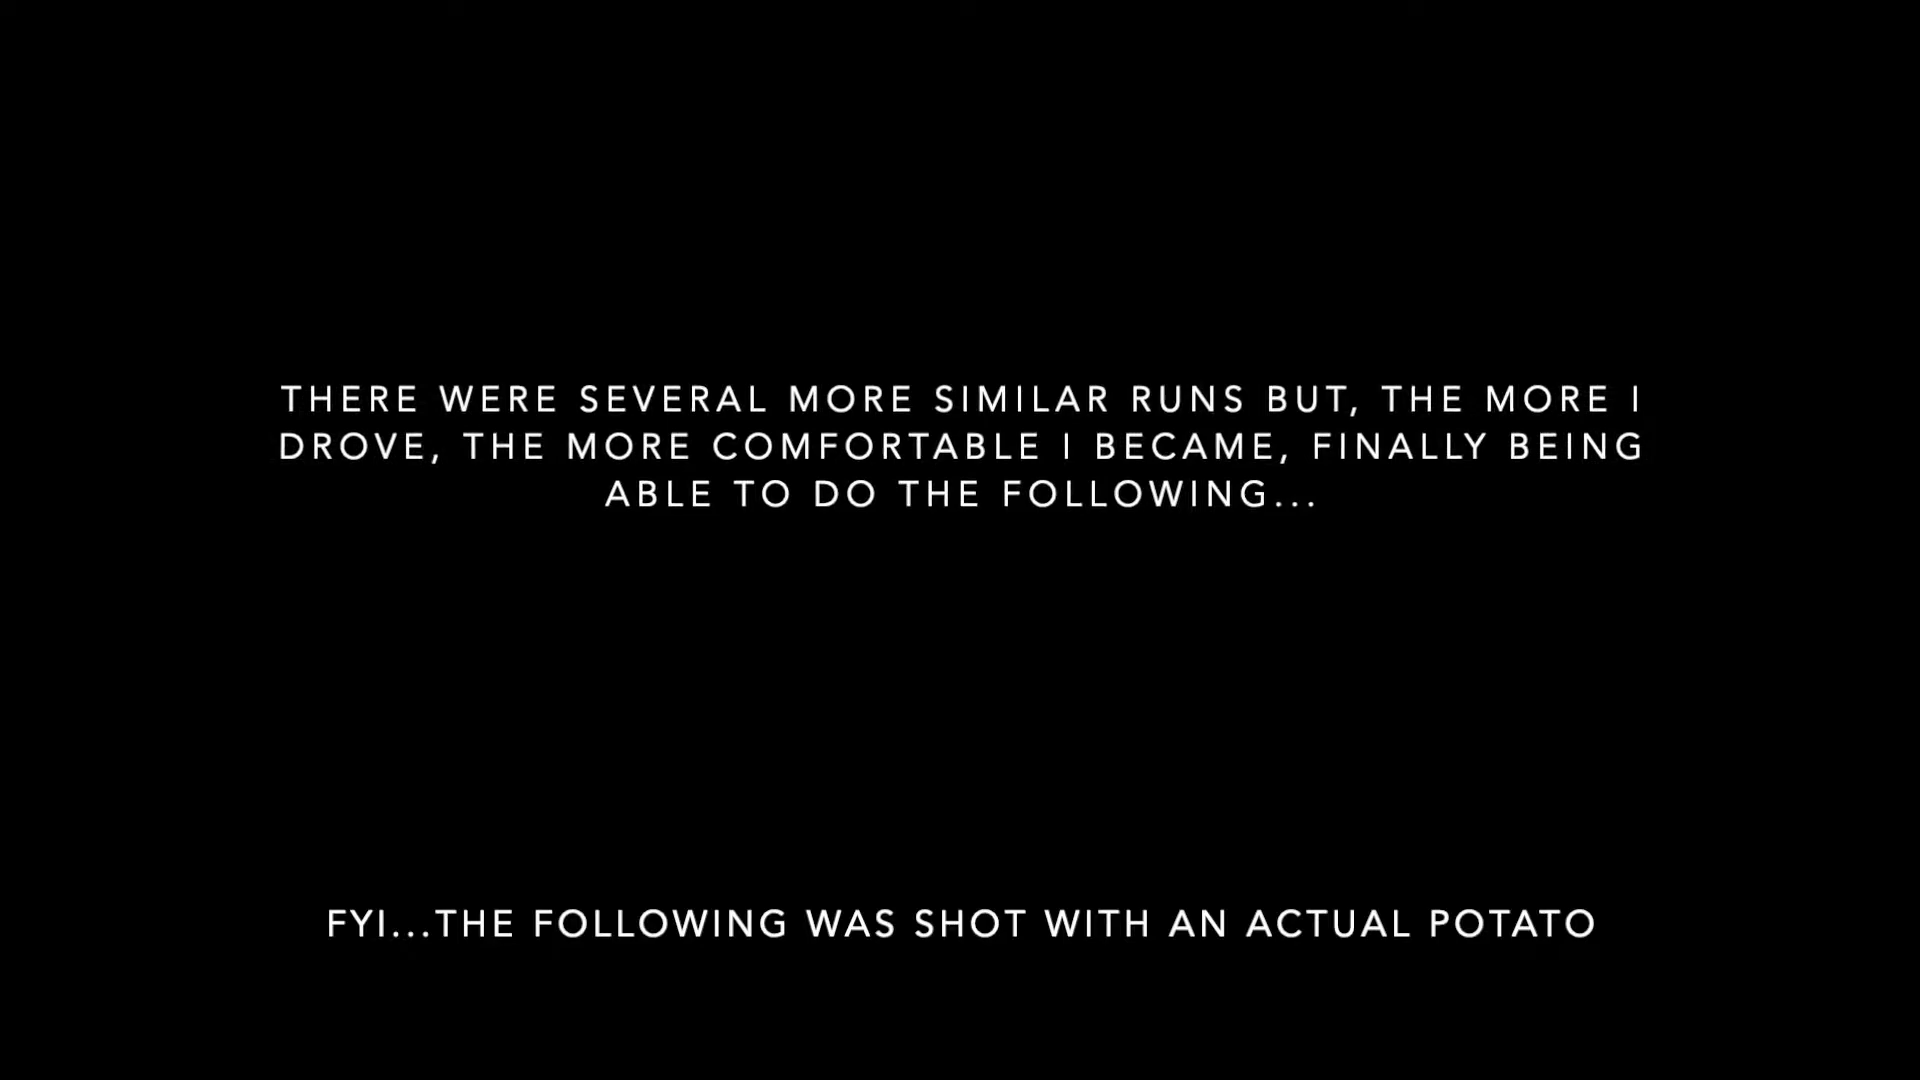 THERE WERE SEVERAL MORE SIMILAR RUNS BUT, THE MORE I
DROVE, THE MORE COMFORTABLE I BECAME, FINALLY BEING
ABLE TO DO THE FOLLOWING...
FYI...THE FOLLOWING WAS SHOT WITH AN ACTUAL POTATO